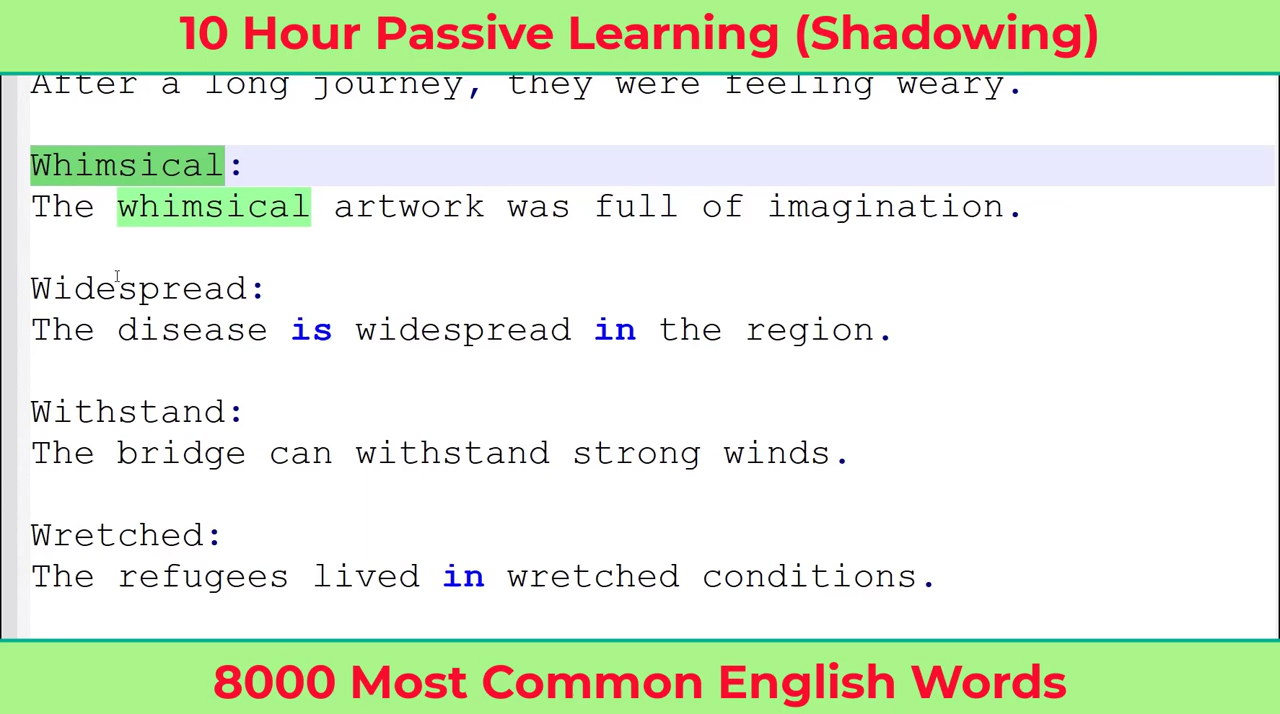 10 Hour Passive Learning (Shadowing)
After a long journey, they were feeling weary.
Whimsical:
The whimsical artwork was full of imagination.
Widespread:
The disease is widespread in the region.
Withstand:
The bridge can withstand strong winds.
Wretched:
The refugees lived in wretched conditions.
8000 Most Common English Words